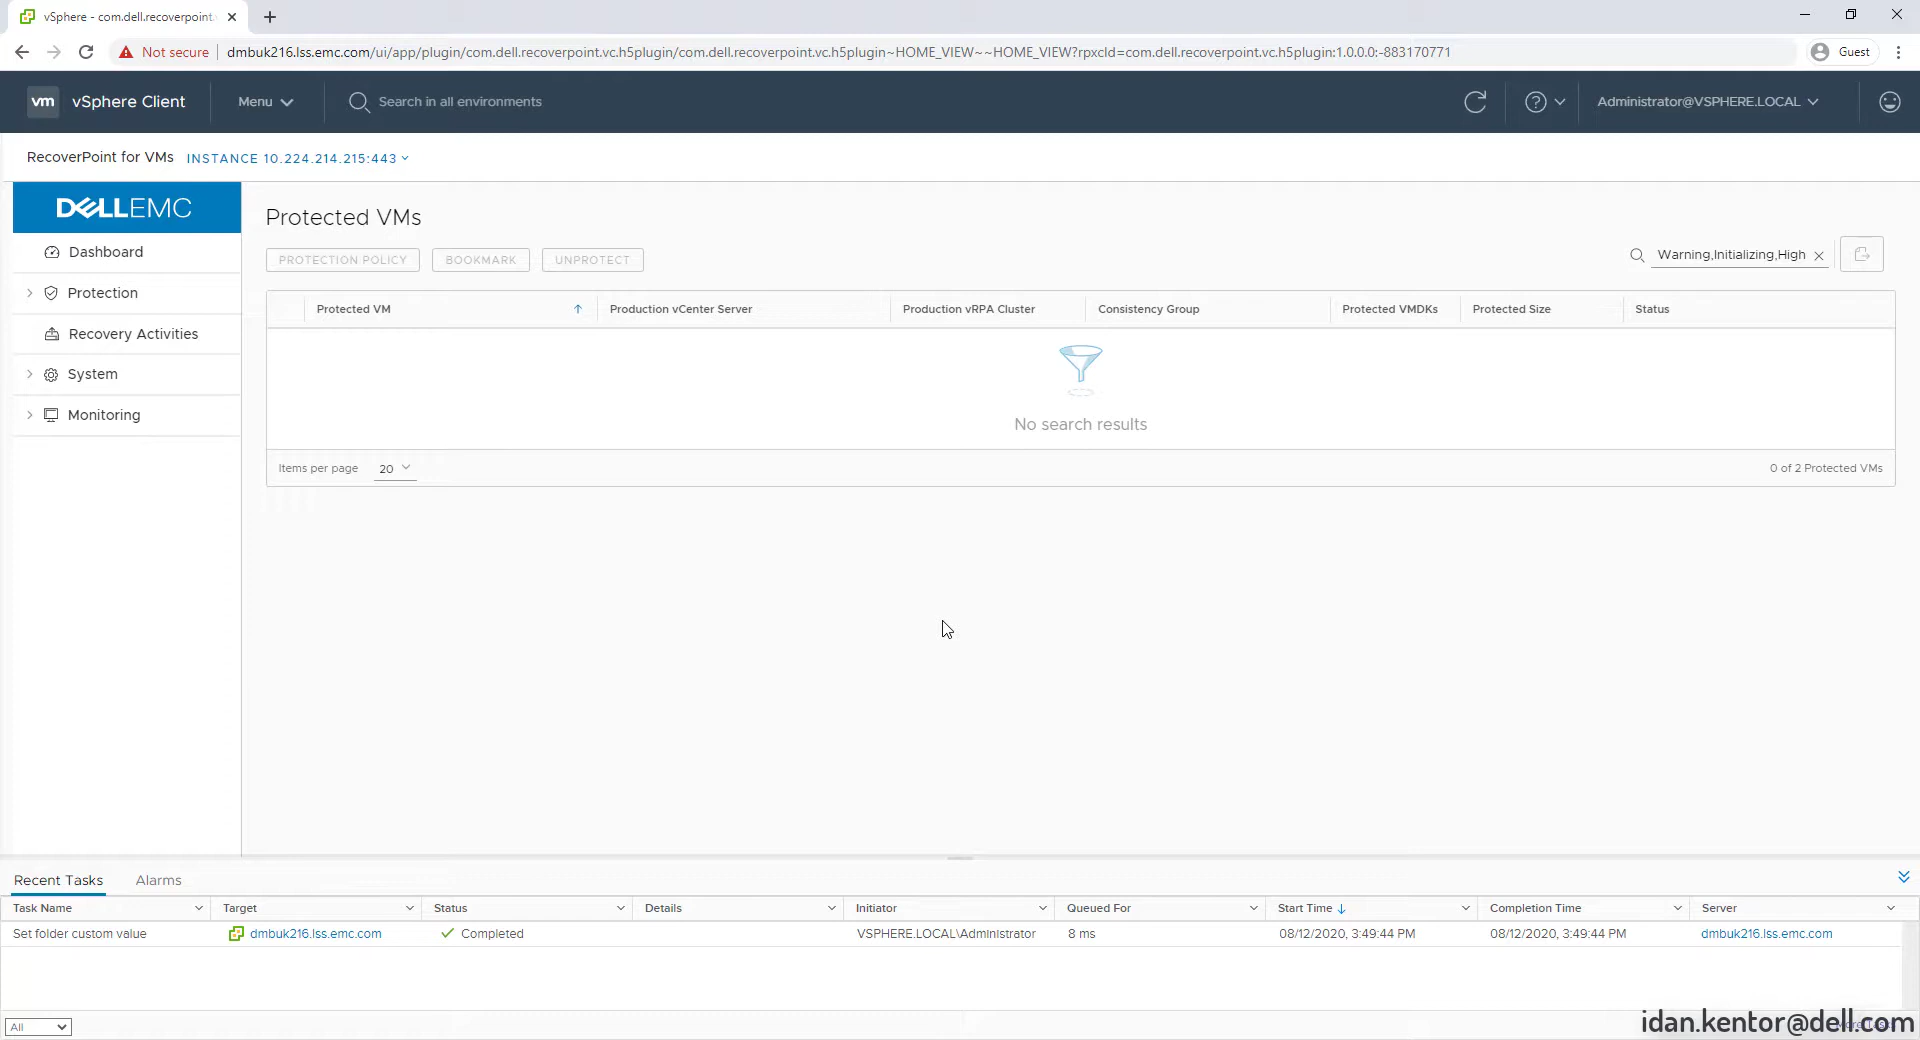 vSphere - com.dell.recoverpoint.
Not secure dmbuk216.lss.emc.com/ui/app/plugin/com.dell.recoverpoint.vc.h5plugin/com.dell.recoverpoint.vc.h5plugin~HOME_VIEW~~HOME_VIEW?rpxcId=com.dell.recoverpoint.vc.h5plugin:1.0.0.0:-883170771 Guest
vm vSphere Client Menu Search in all environments Administrator@VSPHERE.LOCAL
RecoverPoint for VMs INSTANCE 10.224.214.215:443
DELLEMC
Dashboard
Protection
Recovery Activities
System
Monitoring
Protected VMs
PROTECTION POLICY BOOKMARK UNPROTECT Warning,Initializing,High
Protected VM Production vCenter Server Production vRPA Cluster Consistency Group Protected VMDKs Protected Size Status
No search results
Items per page 20 0 of 2 Protected VMs
Recent Tasks Alarms
Task Name Target Status Details Initiator Queued For Start Time Completion Time Server
Set folder custom value dmbuk216.lss.emc.com Completed VSPHERE.LOCAL\Administrator 8 ms 08/12/2020, 3:49:44 PM 08/12/2020, 3:49:44 PM dmbuk216.lss.emc.com
All
idan.kentor@dell.com